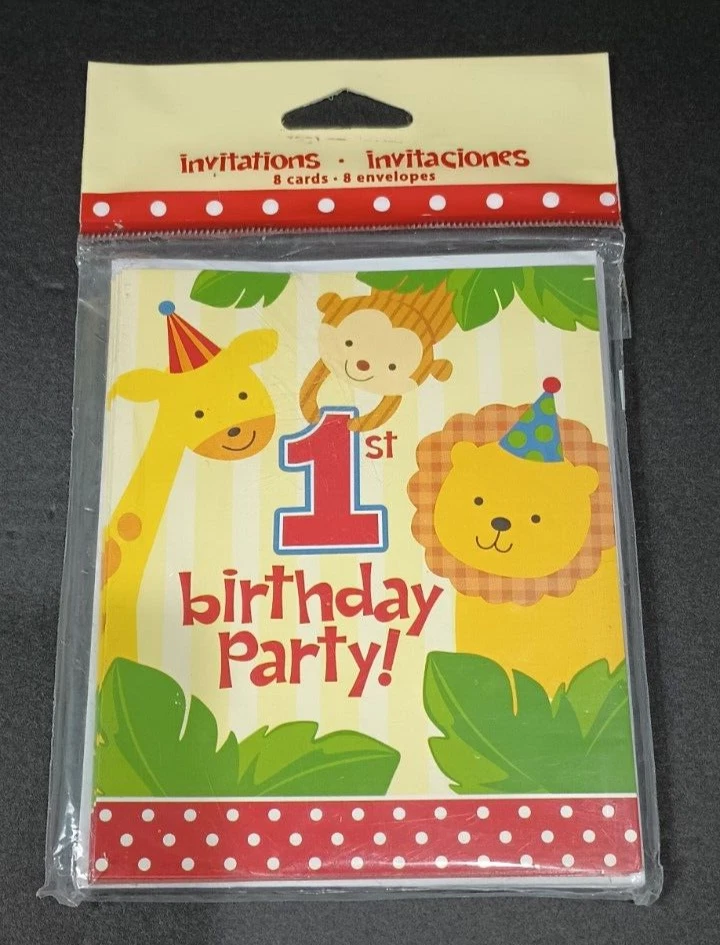 invitations · invitaciones
8 cards · 8 envelopes
1st
birthday
Party!